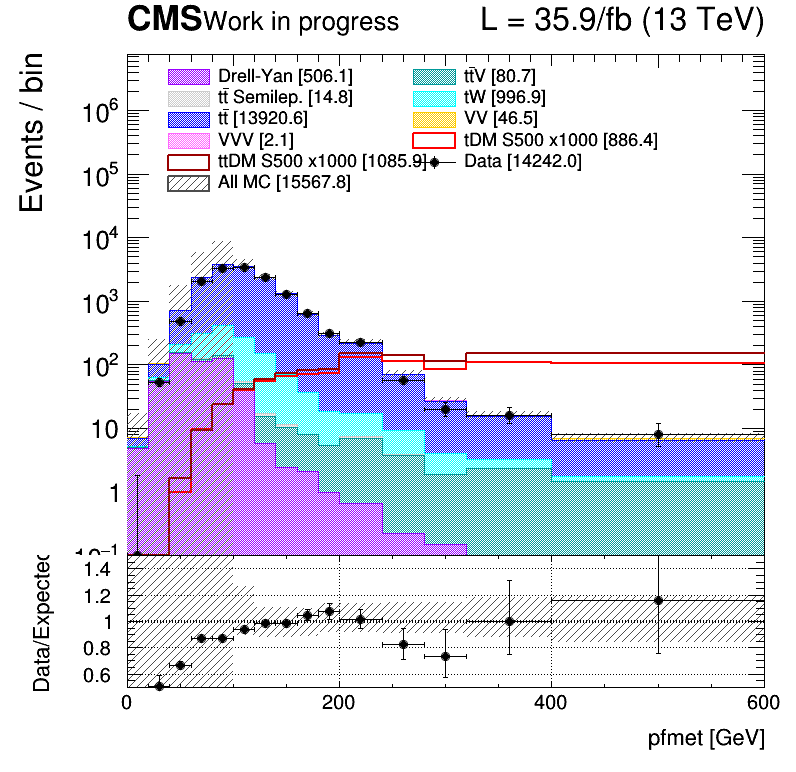 CMS Work in progress L = 35.9/fb (13 TeV)
Events / bin
Drell-Yan [506.1] tt̄V [80.7]
tt̄ Semilep. [14.8] tW [996.9]
tt̄ [13920.6] VV [46.5]
VVV [2.1] tDM S500 x1000 [886.4]
ttDM S500 x1000 [1085.9] Data [14242.0]
All MC [15567.8]
10⁶
10⁵
10⁴
10³
10²
10
1
10⁻¹
Data/Expected
1.4
1.2
1
0.8
0.6
0 200 400 600
pfmet [GeV]